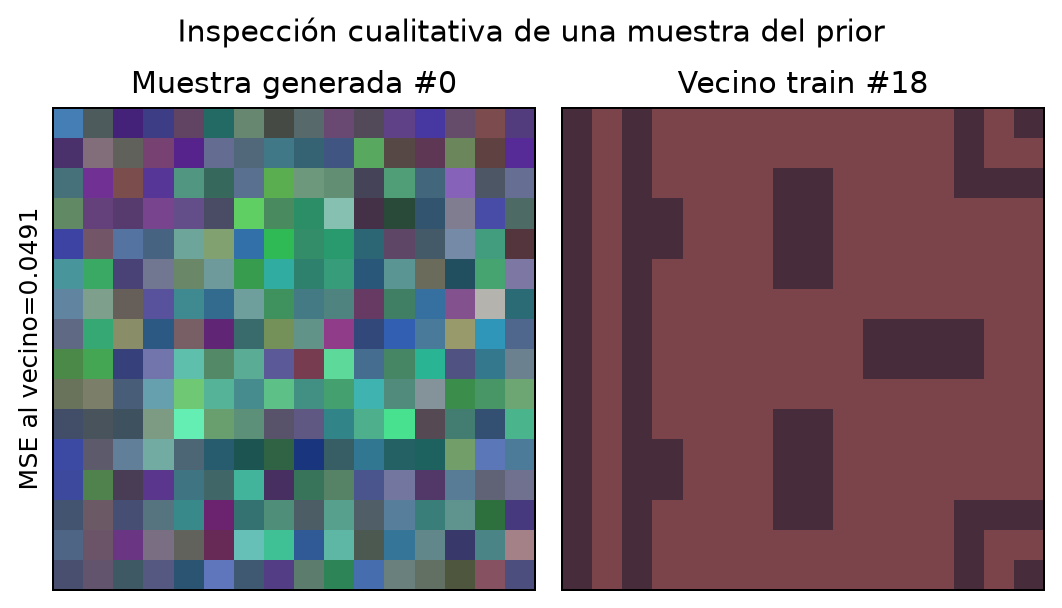 Inspección cualitativa de una muestra del prior
Muestra generada #0
Vecino train #18
MSE al vecino=0.0491